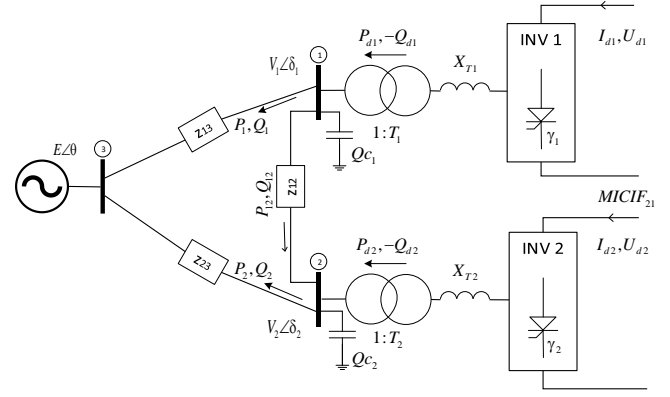 INV 1
I_{d1}, U_{d1}
γ_1
P_{d1}, -Q_{d1}
X_{T1}
1:T_1
1
V_1∠δ_1
P_1, Q_1
Z13
Qc_1
3
E∠θ
Z12
P_{12}, Q_{12}
Z23
P_2, Q_2
2
V_2∠δ_2
Qc_2
P_{d2}, -Q_{d2}
X_{T2}
1:T_2
MICIF_{21}
INV 2
I_{d2}, U_{d2}
γ_2